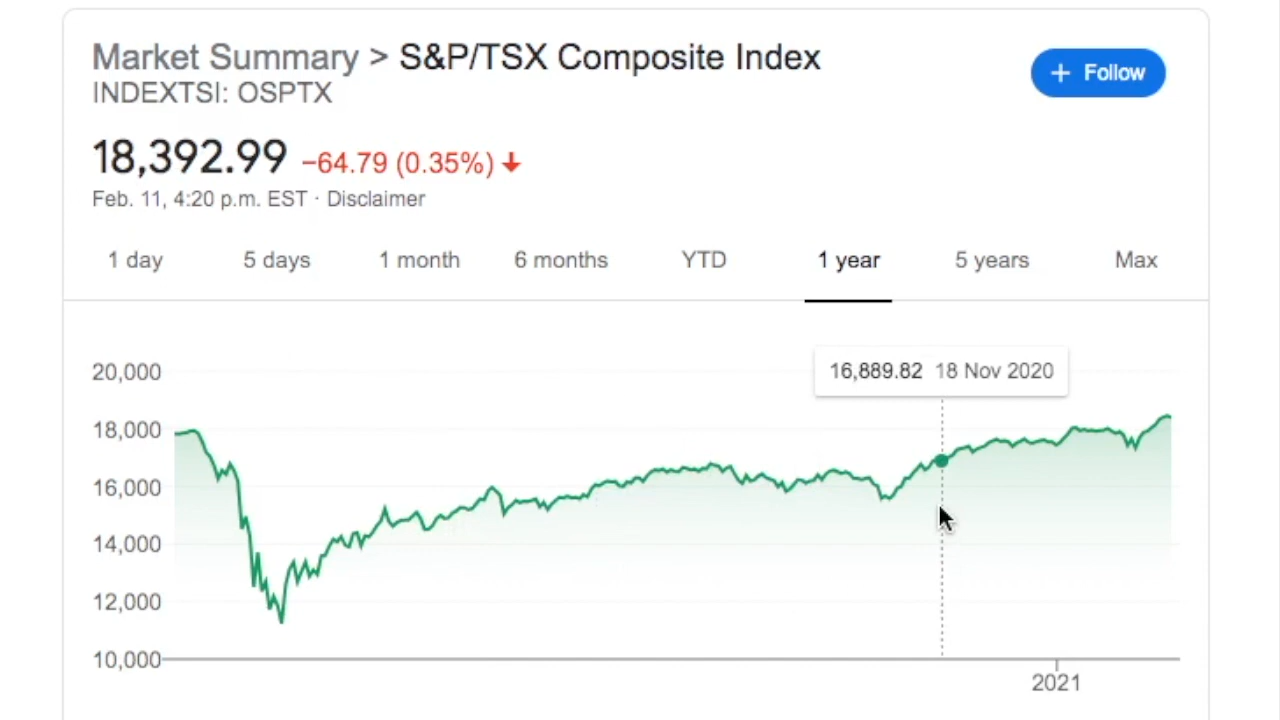 Market Summary > S&P/TSX Composite Index
INDEXTSI: OSPTX
+ Follow
18,392.99 −64.79 (0.35%) ↓
Feb. 11, 4:20 p.m. EST · Disclaimer
1 day 5 days 1 month 6 months YTD 1 year 5 years Max
16,889.82 18 Nov 2020
20,000
18,000
16,000
14,000
12,000
10,000
2021